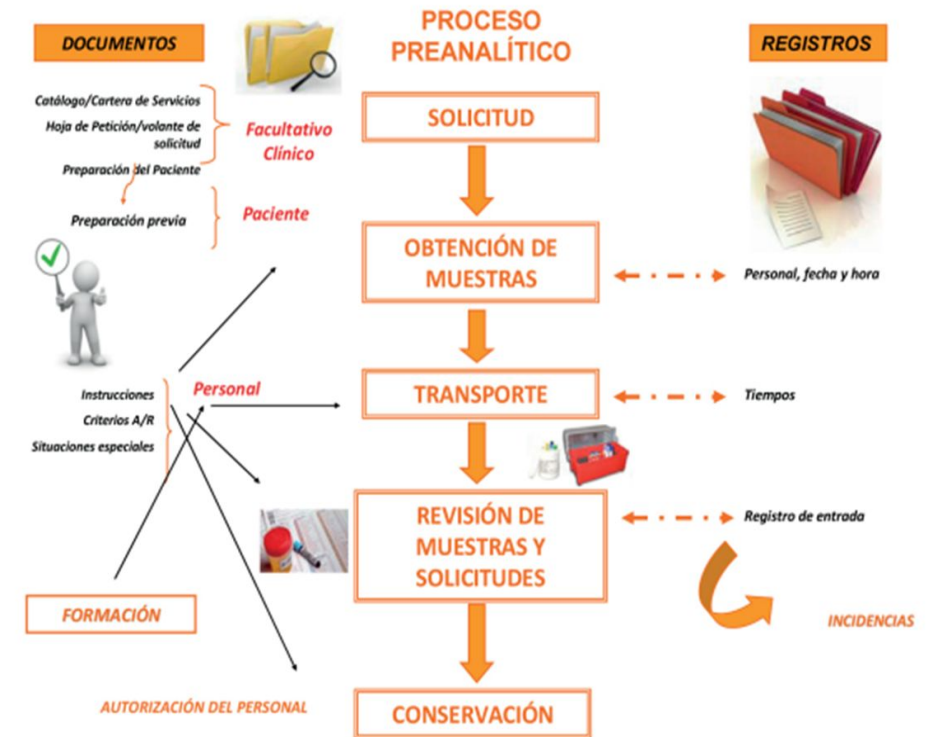 PROCESO
PREANALÍTICO
DOCUMENTOS
REGISTROS
Catálogo/Cartera de Servicios
Hoja de Petición/volante de
solicitud
Preparación del Paciente
Facultativo
Clínico
SOLICITUD
Preparación previa
Paciente
OBTENCIÓN DE
MUESTRAS
Personal, fecha y hora
Instrucciones
Criterios A/R
Situaciones especiales
Personal
TRANSPORTE
Tiempos
REVISIÓN DE
MUESTRAS Y
SOLICITUDES
Registro de entrada
FORMACIÓN
INCIDENCIAS
AUTORIZACIÓN DEL PERSONAL
CONSERVACIÓN